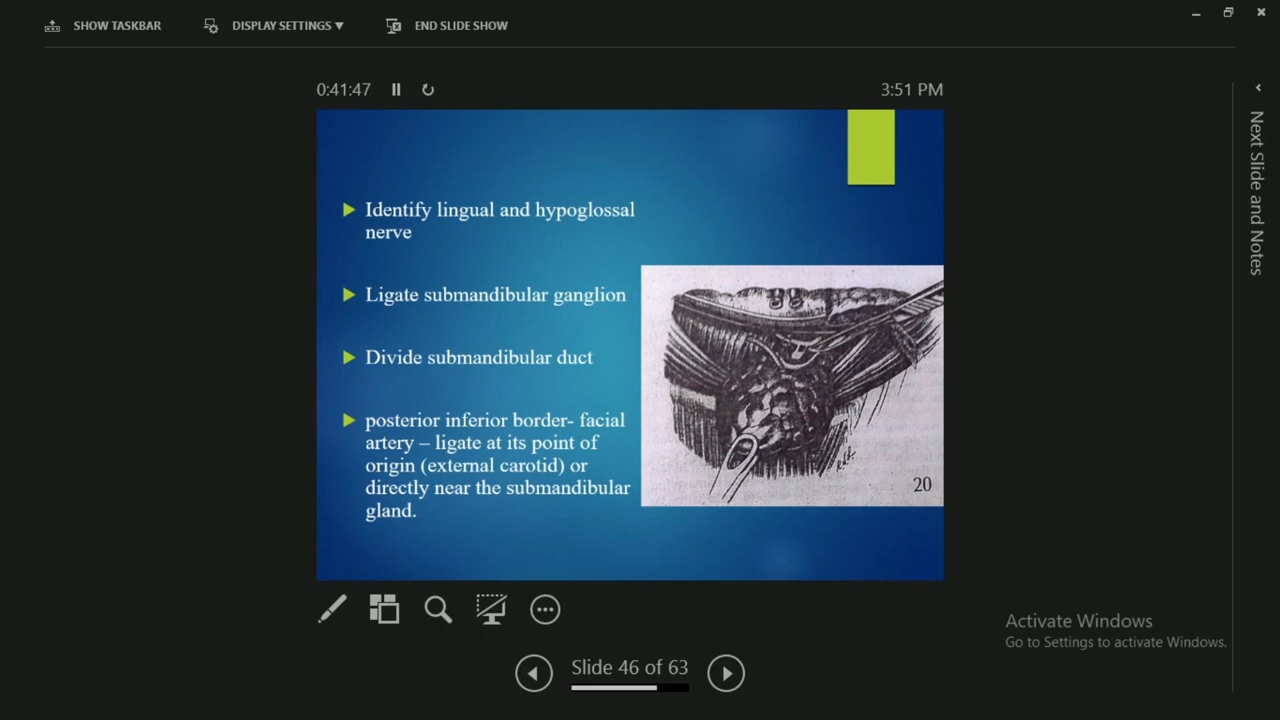 SHOW TASKBAR
DISPLAY SETTINGS
END SLIDE SHOW
0:41:47
3:51 PM
Identify lingual and hypoglossal
nerve
Ligate submandibular ganglion
Divide submandibular duct
posterior inferior border- facial
artery – ligate at its point of
origin (external carotid) or
directly near the submandibular
gland.
20
Next Slide and Notes
Activate Windows
Go to Settings to activate Windows.
Slide 46 of 63